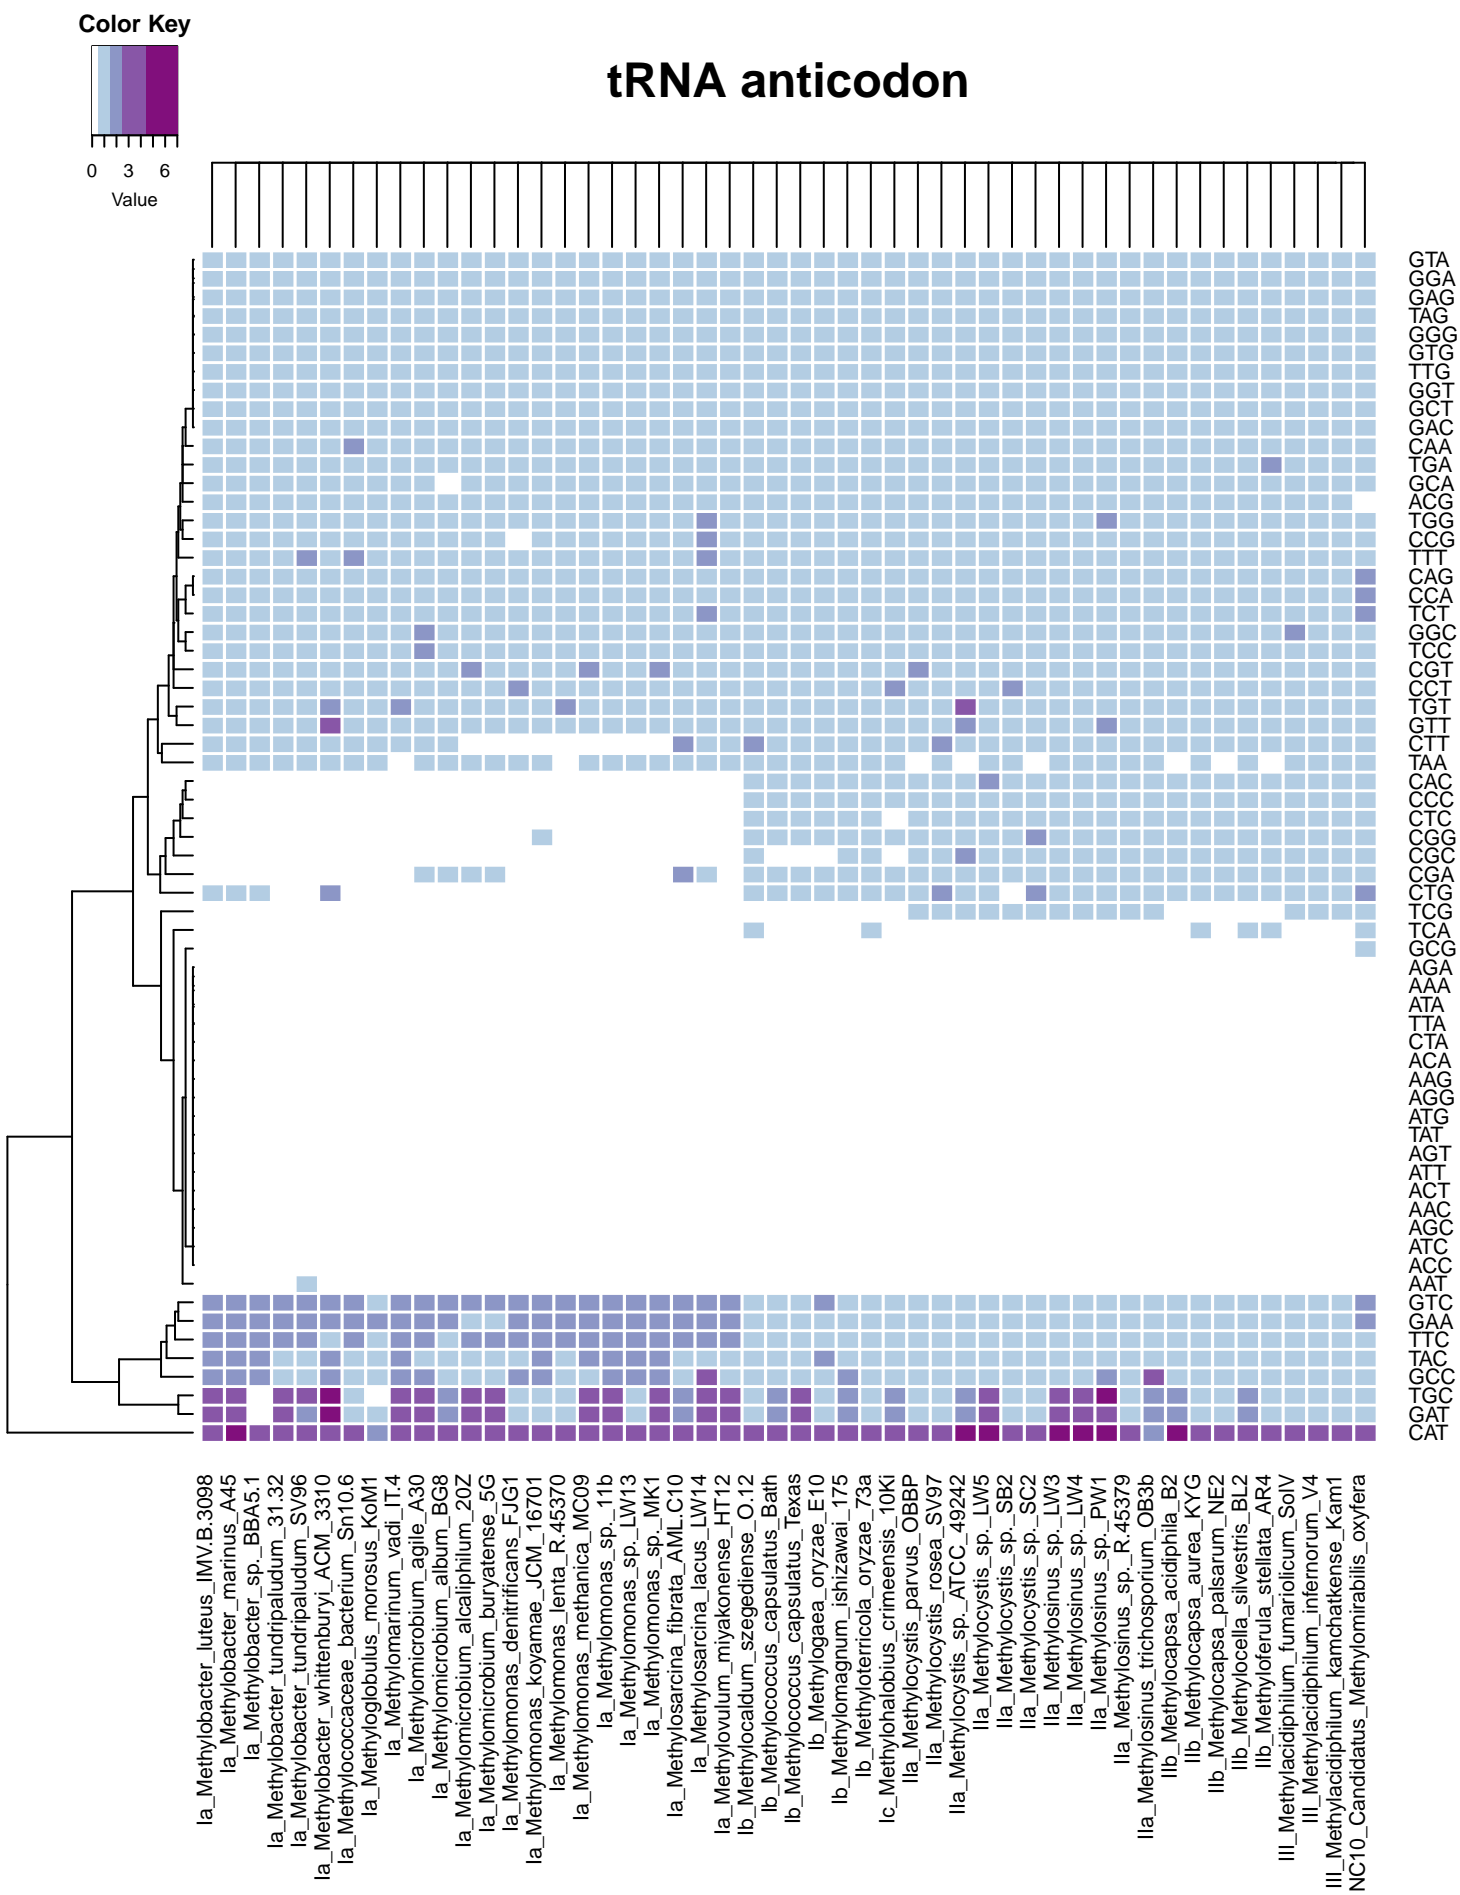 Color Key
tRNA anticodon
0 3 6
Value
GTA
GGA
GAG
TAG
GGG
GTG
TTG
GGT
GCT
GAC
CAA
TGA
GCA
ACG
TGG
CCG
TTT
CAG
CCA
TCT
GGC
TCC
CGT
CCT
TGT
GTT
CTT
TAA
CAC
CCC
CTC
CGG
CGC
CGA
CTG
TCG
TCA
GCG
AGA
AAA
ATA
TTA
CTA
ACA
AAG
AGG
ATG
TAT
AGT
ATT
ACT
AAC
AGC
ATC
ACC
AAT
GTC
GAA
TTC
TAC
GCC
TGC
GAT
CAT
Ia_Methylobacter_luteus_IMV.B.3098
Ia_Methylobacter_marinus_A45
Ia_Methylobacter_sp._BBA5.1
Ia_Methylobacter_tundripaludum_31.32
Ia_Methylobacter_tundripaludum_SV96
Ia_Methylobacter_whittenburyi_ACM_3310
Ia_Methylococcaceae_bacterium_Sn10.6
Ia_Methyloglobulus_morosus_KoM1
Ia_Methylomarinum_vadi_IT.4
Ia_Methylomicrobium_agile_A30
Ia_Methylomicrobium_album_BG8
Ia_Methylomicrobium_alcaliphilum_20Z
Ia_Methylomicrobium_buryatense_5G
Ia_Methylomonas_denitrificans_FJG1
Ia_Methylomonas_koyamae_JCM_16701
Ia_Methylomonas_lenta_R.45370
Ia_Methylomonas_methanica_MC09
Ia_Methylomonas_sp._11b
Ia_Methylomonas_sp._LW13
Ia_Methylomonas_sp._MK1
Ia_Methylosarcina_fibrata_AML.C10
Ia_Methylosarcina_lacus_LW14
Ia_Methylovulum_miyakonense_HT12
Ib_Methylocaldum_szegediense_O.12
Ib_Methylococcus_capsulatus_Bath
Ib_Methylococcus_capsulatus_Texas
Ib_Methylogaea_oryzae_E10
Ib_Methylomagnum_ishizawai_175
Ib_Methyloterricola_oryzae_73a
Ic_Methylohalobius_crimeensis_10Ki
IIa_Methylocystis_parvus_OBBP
IIa_Methylocystis_rosea_SV97
IIa_Methylocystis_sp._ATCC_49242
IIa_Methylocystis_sp._LW5
IIa_Methylocystis_sp._SB2
IIa_Methylocystis_sp._SC2
IIa_Methylosinus_sp._LW3
IIa_Methylosinus_sp._LW4
IIa_Methylosinus_sp._PW1
IIa_Methylosinus_sp._R.45379
IIa_Methylosinus_trichosporium_OB3b
IIb_Methylocapsa_acidiphila_B2
IIb_Methylocapsa_aurea_KYG
IIb_Methylocapsa_palsarum_NE2
IIb_Methylocella_silvestris_BL2
IIb_Methyloferula_stellata_AR4
III_Methylacidiphilum_fumariolicum_SolV
III_Methylacidiphilum_infernorum_V4
III_Methylacidiphilum_kamchatkense_Kam1
NC10_Candidatus_Methylomirabilis_oxyfera